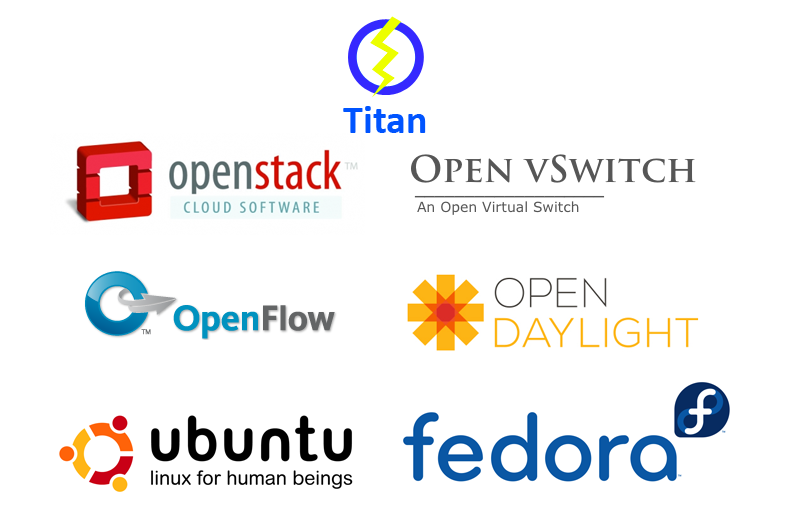 Titan
openstack™
CLOUD SOFTWARE
OPEN VSWITCH
An Open Virtual Switch
OpenFlow
TM
OPEN
DAYLIGHT
ubuntu
linux for human beings
fedora
f